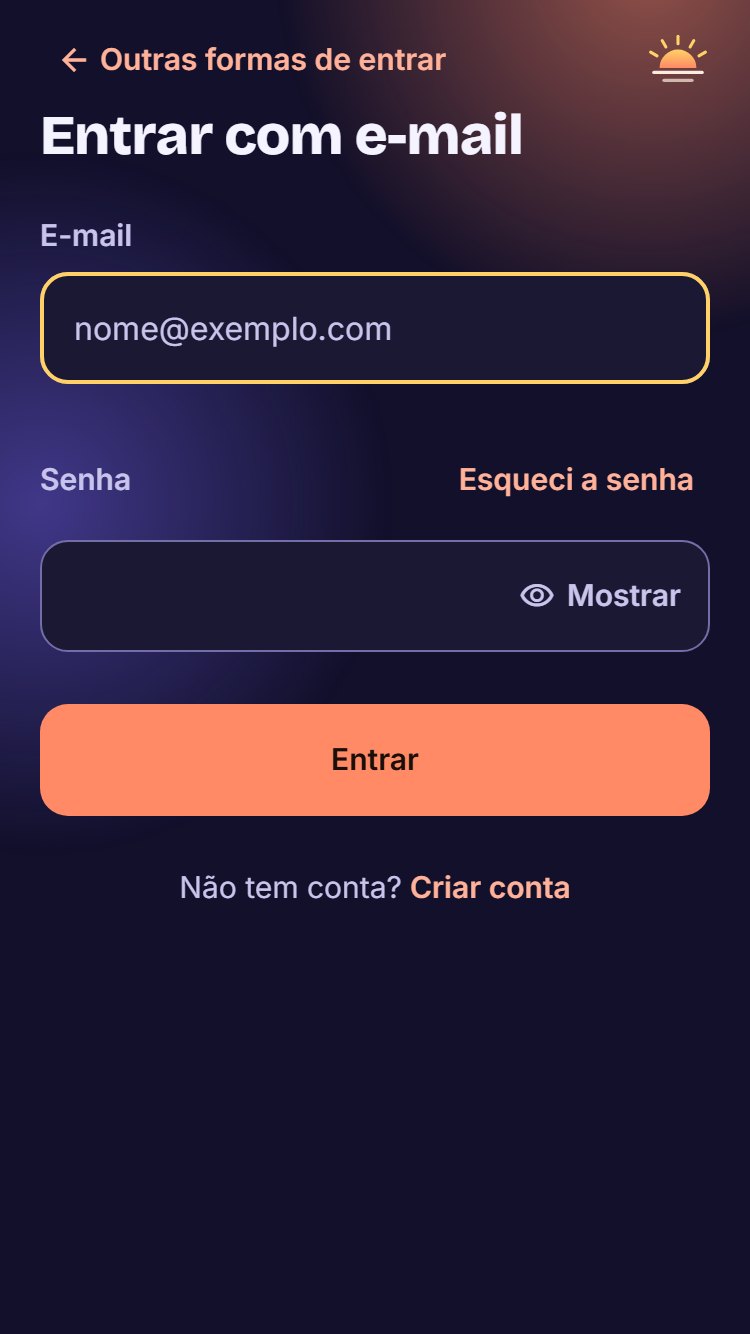 Outras formas de entrar
Entrar com e-mail
E-mail
nome@exemplo.com
Senha
Esqueci a senha
Mostrar
Entrar
Não tem conta? Criar conta